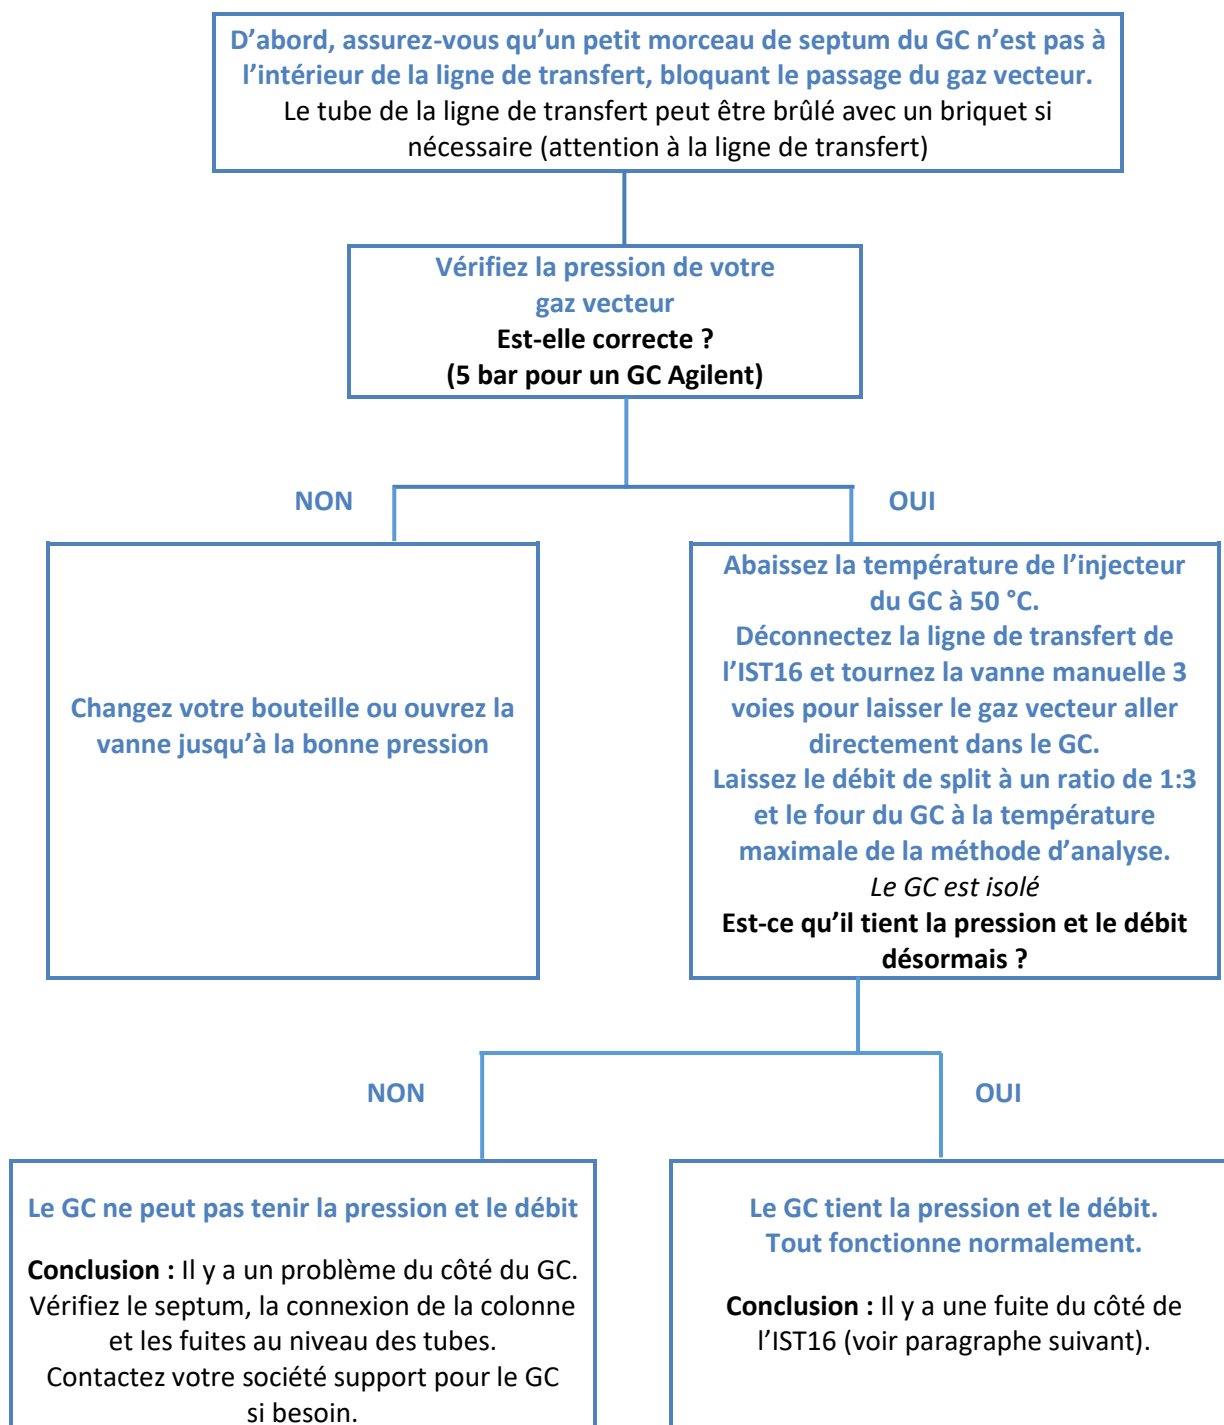 D’abord, assurez-vous qu’un petit morceau de septum du GC n’est pas à
l’intérieur de la ligne de transfert, bloquant le passage du gaz vecteur.
Le tube de la ligne de transfert peut être brûlé avec un briquet si
nécessaire (attention à la ligne de transfert)
Vérifiez la pression de votre
gaz vecteur
Est-elle correcte ?
(5 bar pour un GC Agilent)
NON
OUI
Changez votre bouteille ou ouvrez la
vanne jusqu’à la bonne pression
Abaissez la température de l’injecteur
du GC à 50 °C.
Déconnectez la ligne de transfert de
l’IST16 et tournez la vanne manuelle 3
voies pour laisser le gaz vecteur aller
directement dans le GC.
Laissez le débit de split à un ratio de 1:3
et le four du GC à la température
maximale de la méthode d’analyse.
Le GC est isolé
Est-ce qu’il tient la pression et le débit
désormais ?
NON
OUI
Le GC ne peut pas tenir la pression et le débit
Conclusion : Il y a un problème du côté du GC.
Vérifiez le septum, la connexion de la colonne
et les fuites au niveau des tubes.
Contactez votre société support pour le GC
si besoin.
Le GC tient la pression et le débit.
Tout fonctionne normalement.
Conclusion : Il y a une fuite du côté de
l’IST16 (voir paragraphe suivant).